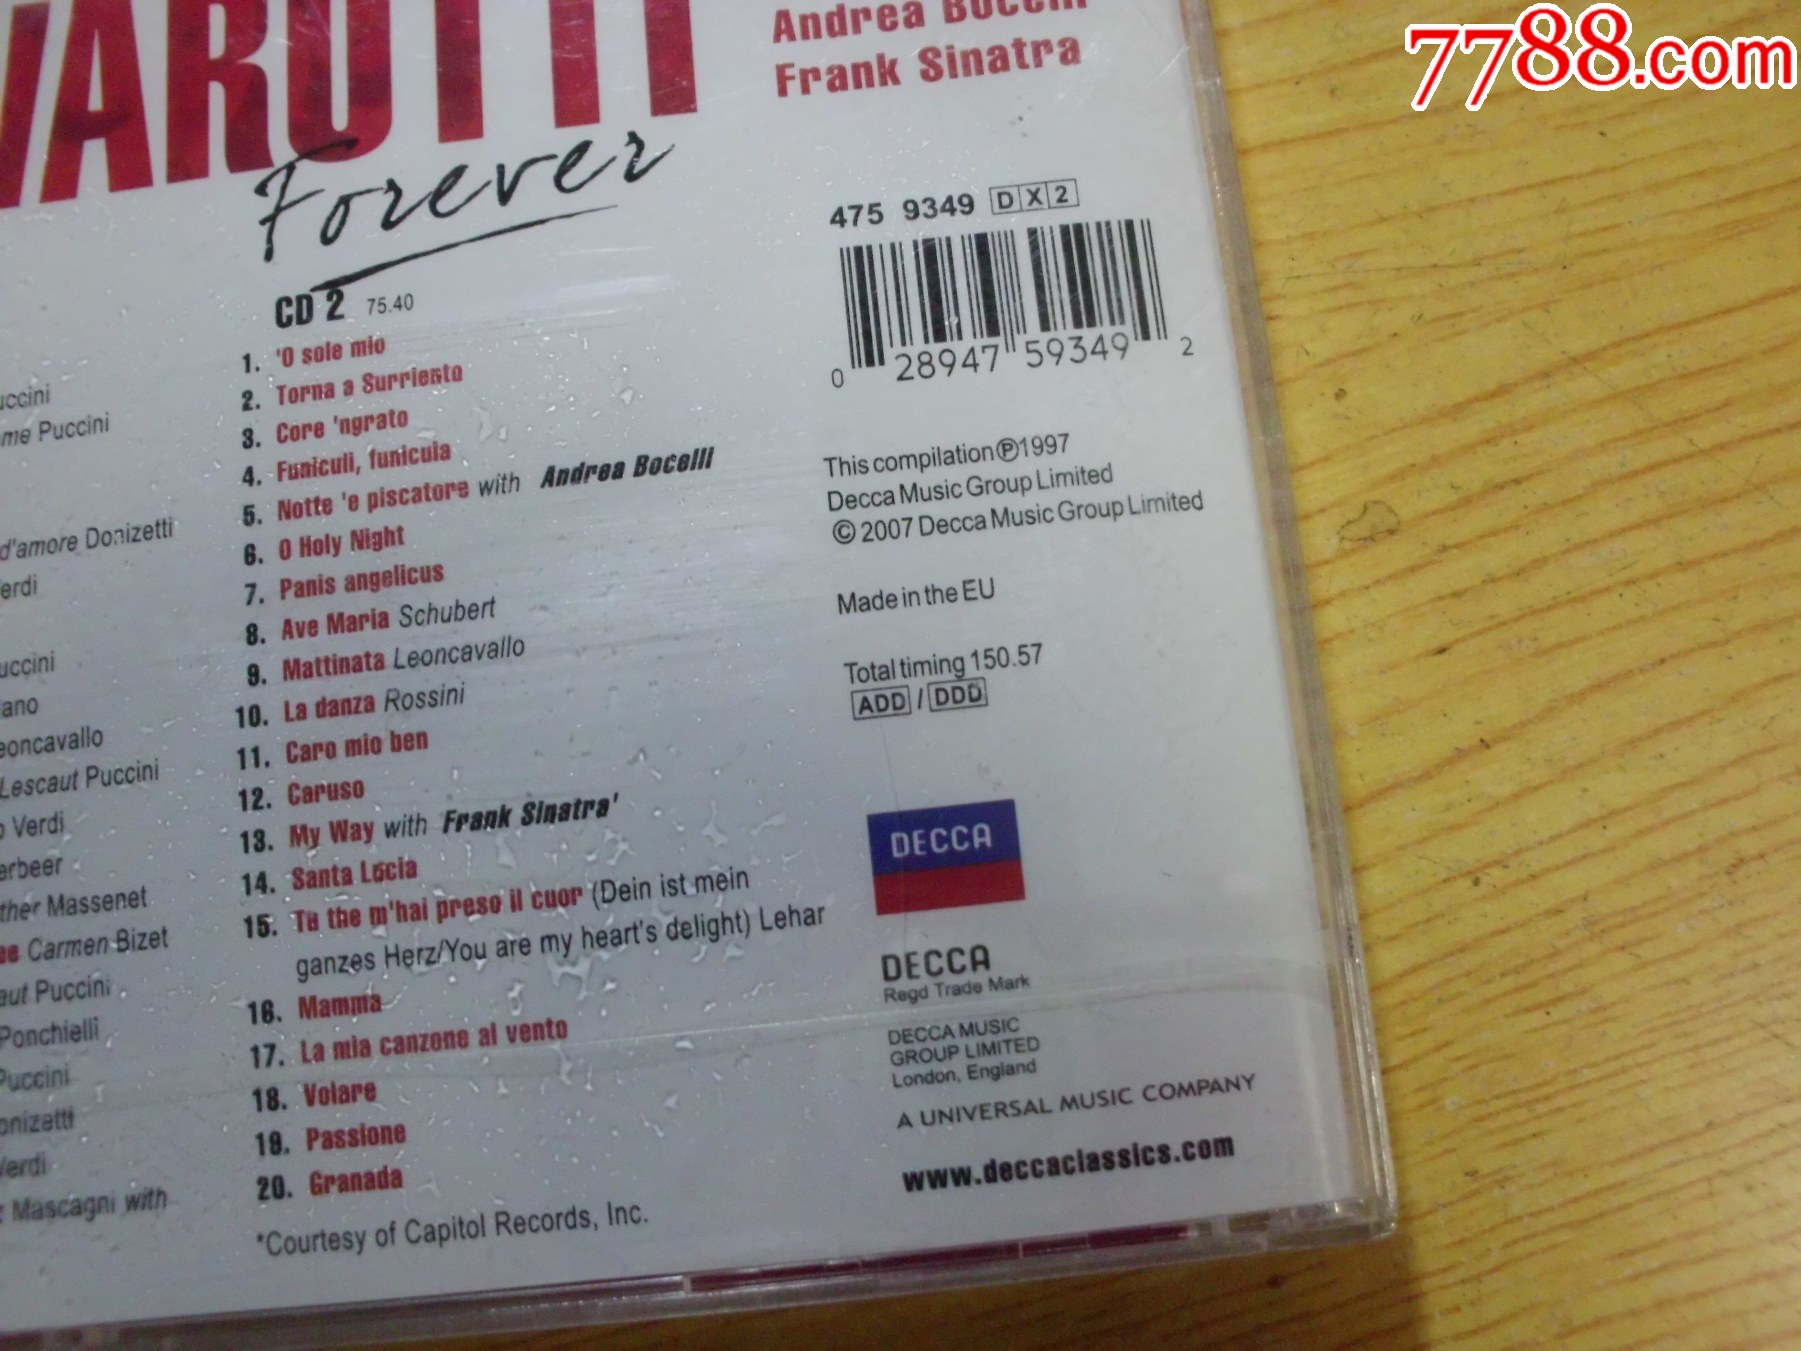 7788.com
Andrea
Frank Sinatra
Forever
475 9349 DX2
0 28947 59349 2
uccini
me Puccini
d'amore Donizetti
erdi
uccini
ano
eoncavallo
Lescaut Puccini
o Verdi
erbeer
ther Massenet
ee Carmen Bizet
aut Puccini
Ponchielli
Puccini
onizetti
Verdi
Mascagni with
CD 2 75.40
1. 'O sole mio
2. Torna a Surriento
3. Core 'ngrato
4. Funiculi, funicula
5. Notte 'e piscatore with Andrea Bocelli
6. O Holy Night
7. Panis angelicus
8. Ave Maria Schubert
9. Mattinata Leoncavallo
10. La danza Rossini
11. Caro mio ben
12. Caruso
13. My Way with Frank Sinatra'
14. Santa Lócia
15. Tu the m'hai preso il cuor (Dein ist mein
ganzes Herz/You are my heart's delight) Lehar
16. Mamma
17. La mia canzone al vento
18. Volare
19. Passione
20. Granada
*Courtesy of Capitol Records, Inc.
This compilation ℗1997
Decca Music Group Limited
© 2007 Decca Music Group Limited
Made in the EU
Total timing 150.57
ADD / DDD
DECCA
DECCA
Regd Trade Mark
DECCA MUSIC
GROUP LIMITED
London, England
A UNIVERSAL MUSIC COMPANY
www.deccaclassics.com